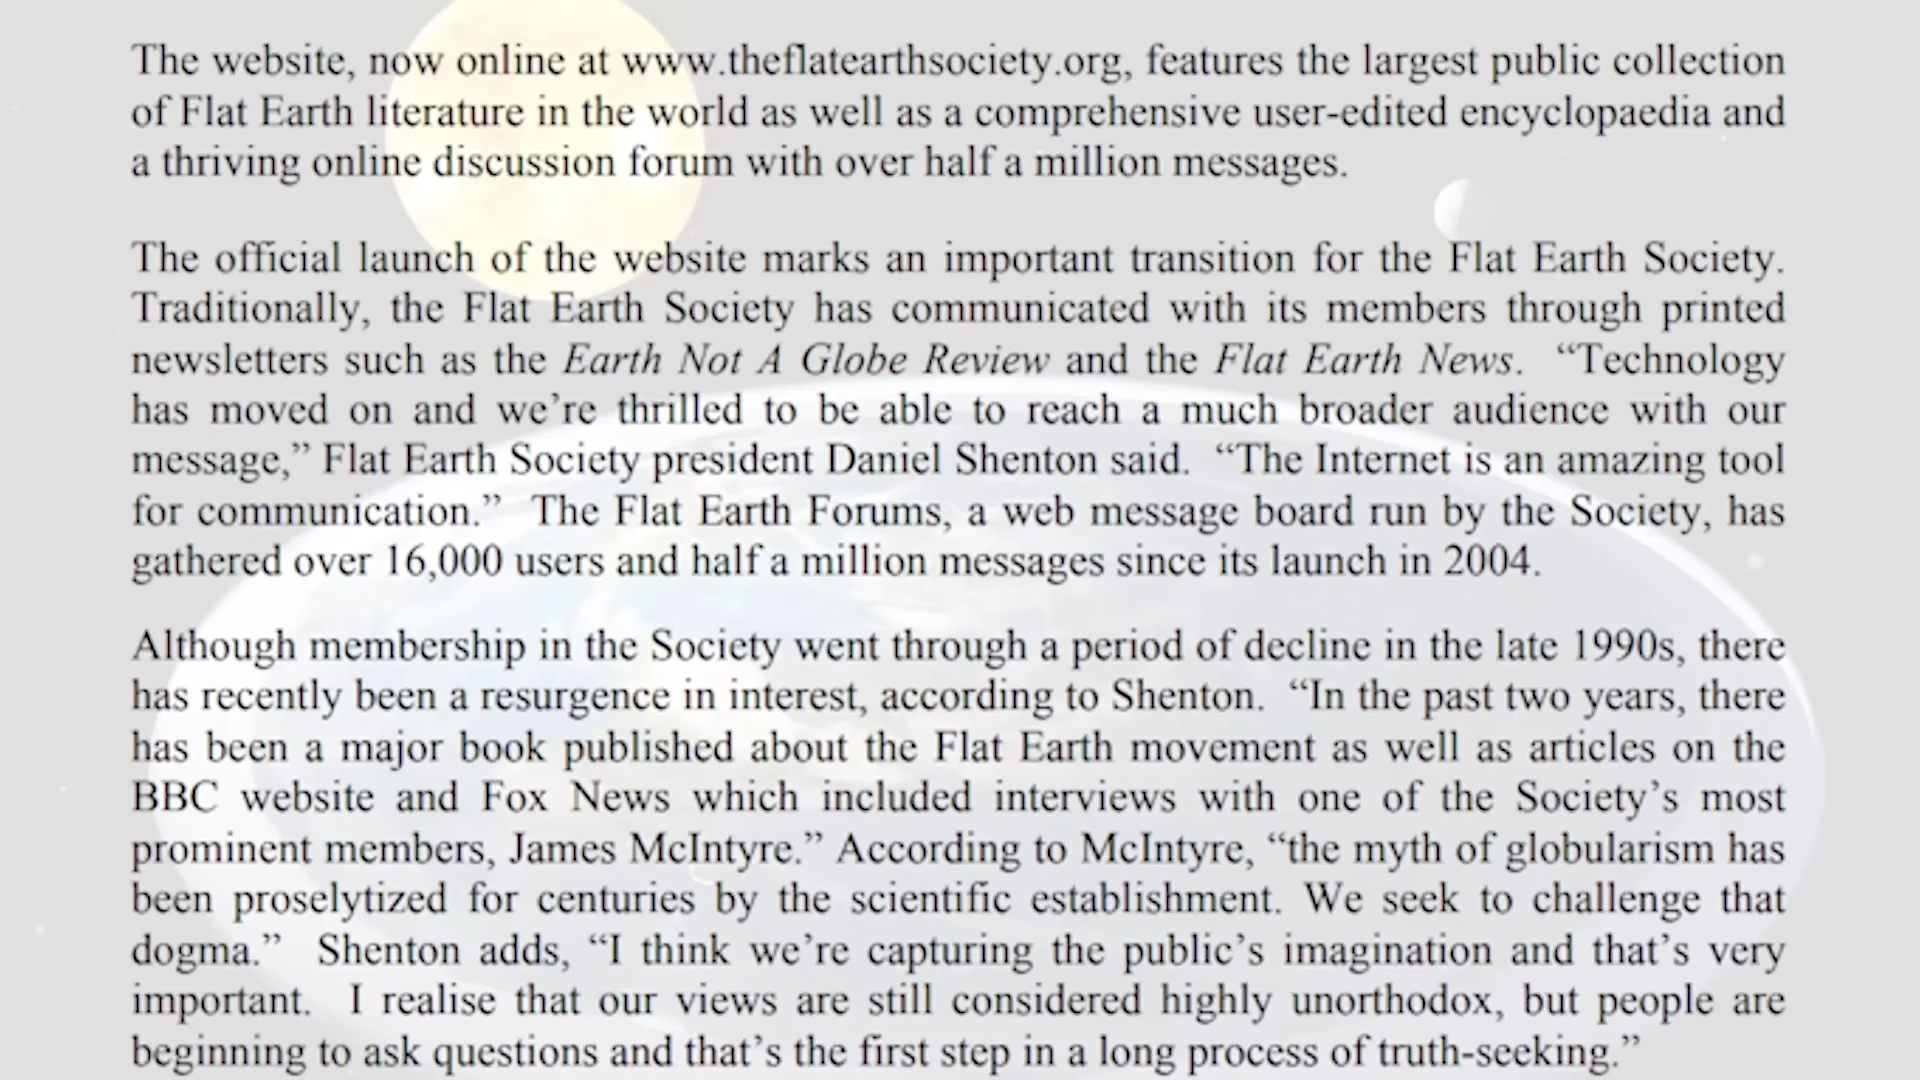 The website, now online at www.theflatearthsociety.org, features the largest public collection
of Flat Earth literature in the world as well as a comprehensive user-edited encyclopaedia and
a thriving online discussion forum with over half a million messages.
The official launch of the website marks an important transition for the Flat Earth Society.
Traditionally, the Flat Earth Society has communicated with its members through printed
newsletters such as the Earth Not A Globe Review and the Flat Earth News.  “Technology
has moved on and we’re thrilled to be able to reach a much broader audience with our
message,” Flat Earth Society president Daniel Shenton said.  “The Internet is an amazing tool
for communication.”  The Flat Earth Forums, a web message board run by the Society, has
gathered over 16,000 users and half a million messages since its launch in 2004.
Although membership in the Society went through a period of decline in the late 1990s, there
has recently been a resurgence in interest, according to Shenton.  “In the past two years, there
has been a major book published about the Flat Earth movement as well as articles on the
BBC website and Fox News which included interviews with one of the Society’s most
prominent members, James McIntyre.” According to McIntyre, “the myth of globularism has
been proselytized for centuries by the scientific establishment. We seek to challenge that
dogma.”  Shenton adds, “I think we’re capturing the public’s imagination and that’s very
important.  I realise that our views are still considered highly unorthodox, but people are
beginning to ask questions and that’s the first step in a long process of truth-seeking.”